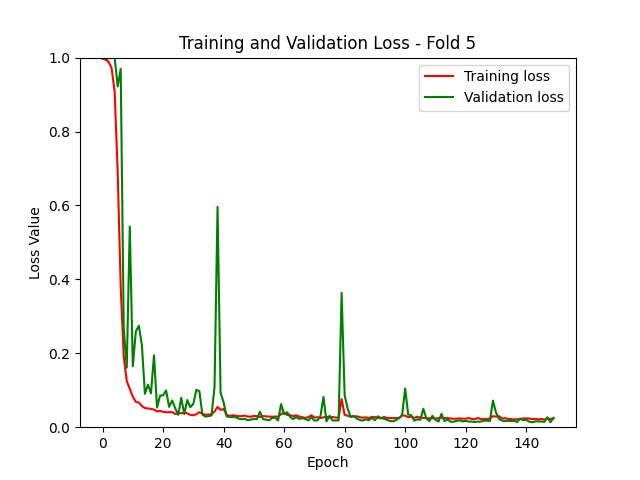 Training and Validation Loss - Fold 5
Training loss
Validation loss
Loss Value
1.0
0.8
0.6
0.4
0.2
0.0
0 20 40 60 80 100 120 140
Epoch